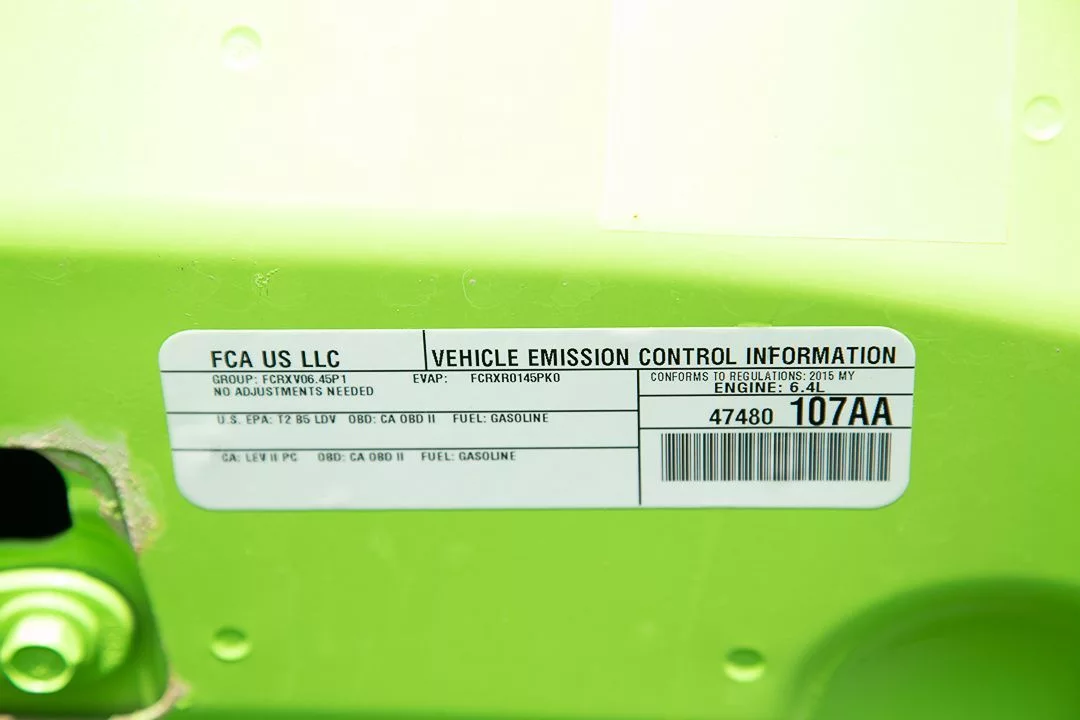 FCA US LLC
VEHICLE EMISSION CONTROL INFORMATION
GROUP: FCRXV06.45P1 EVAP: FCRXR0145PK0
NO ADJUSTMENTS NEEDED
U.S. EPA: T2 B5 LDV OBD: CA OBD II FUEL: GASOLINE
CA: LEV II PC OBD: CA OBD II FUEL: GASOLINE
CONFORMS TO REGULATIONS: 2015 MY
ENGINE: 6.4L
47480 107AA